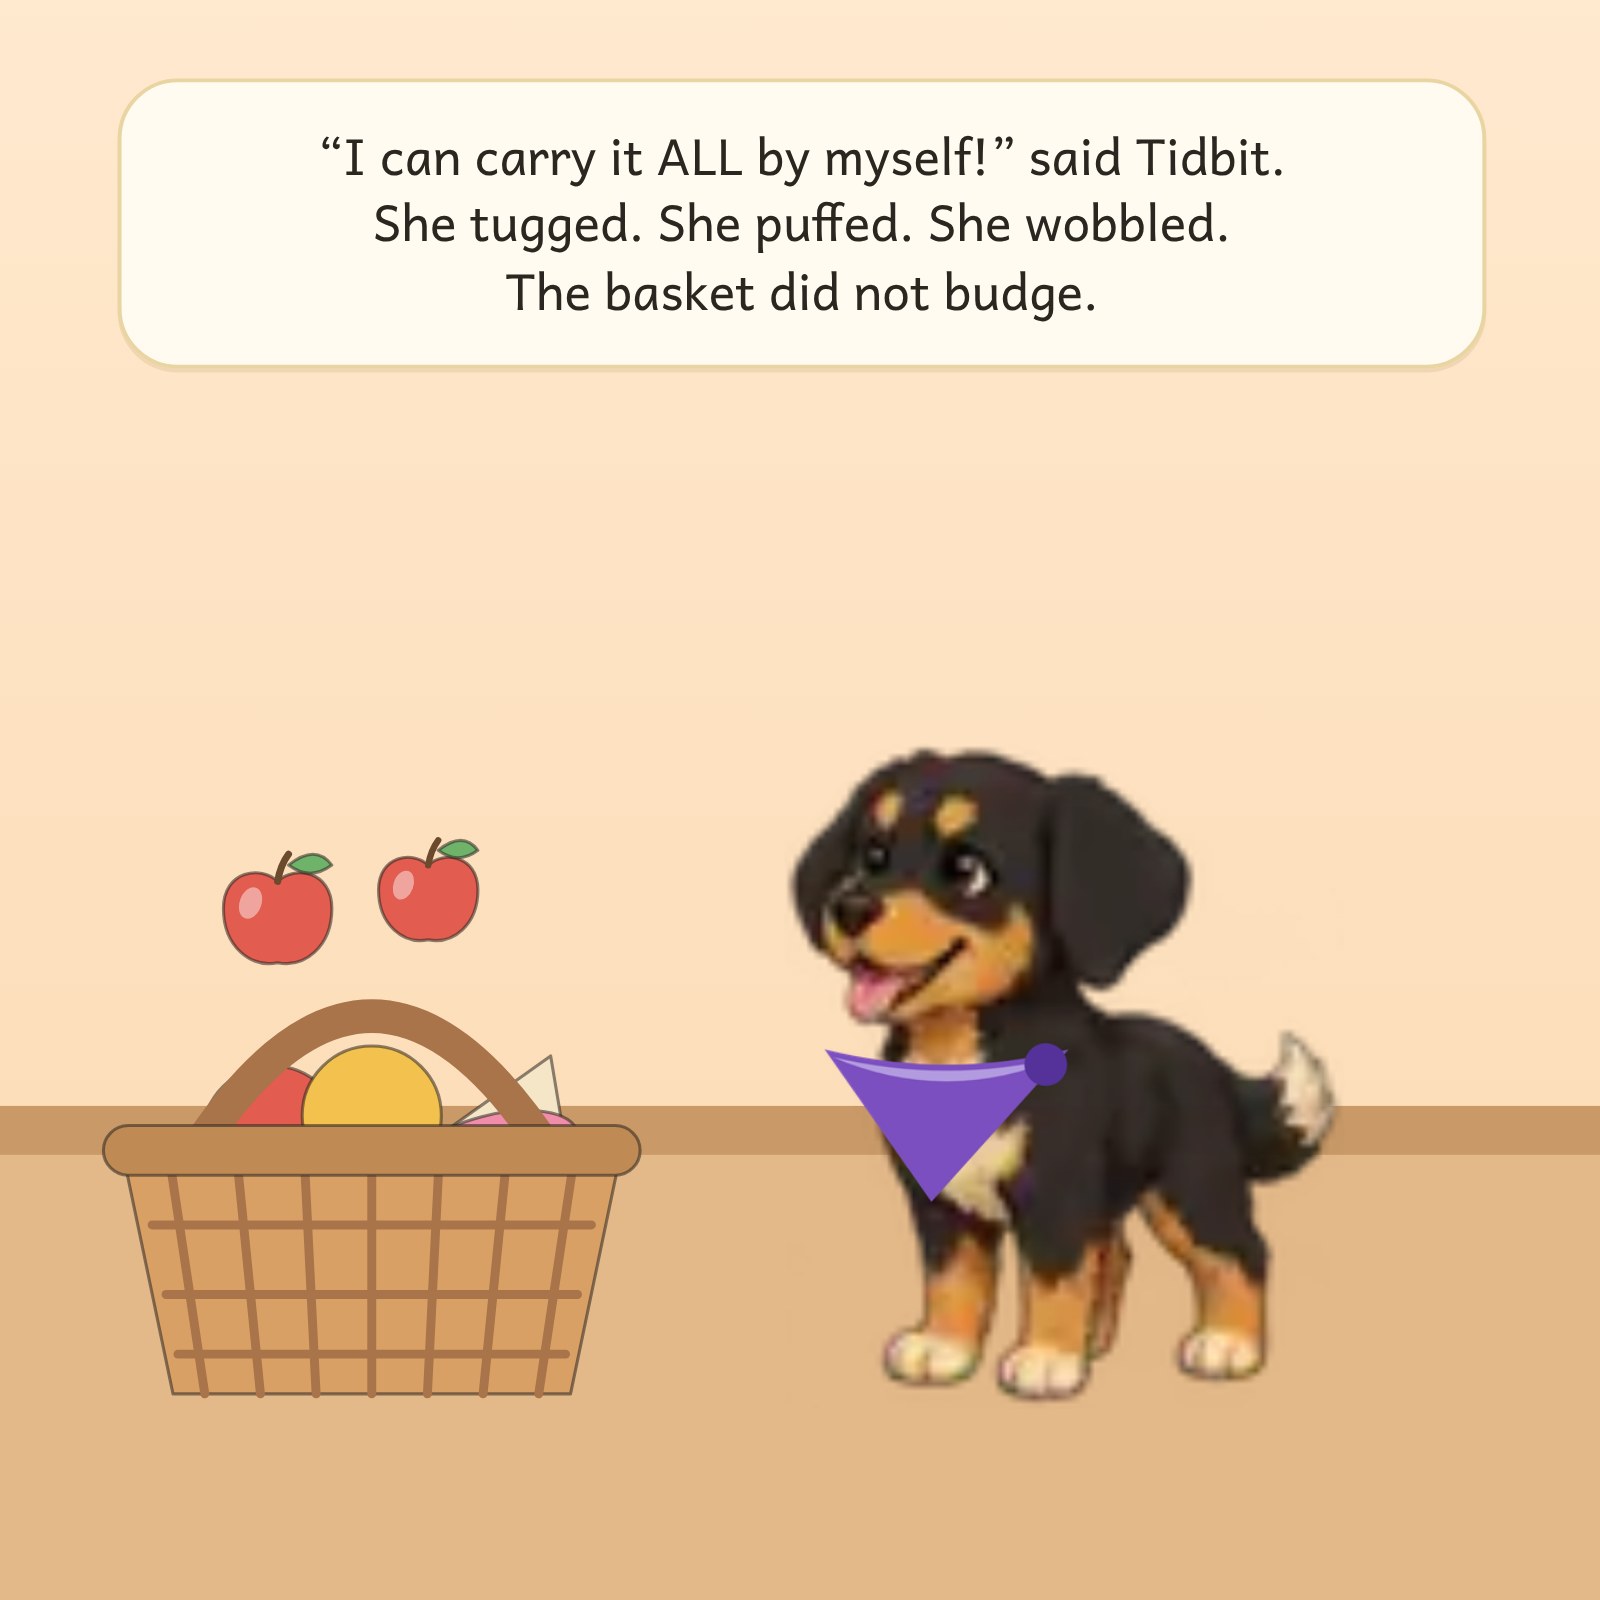 “I can carry it ALL by myself!” said Tidbit.
She tugged. She puffed. She wobbled.
The basket did not budge.